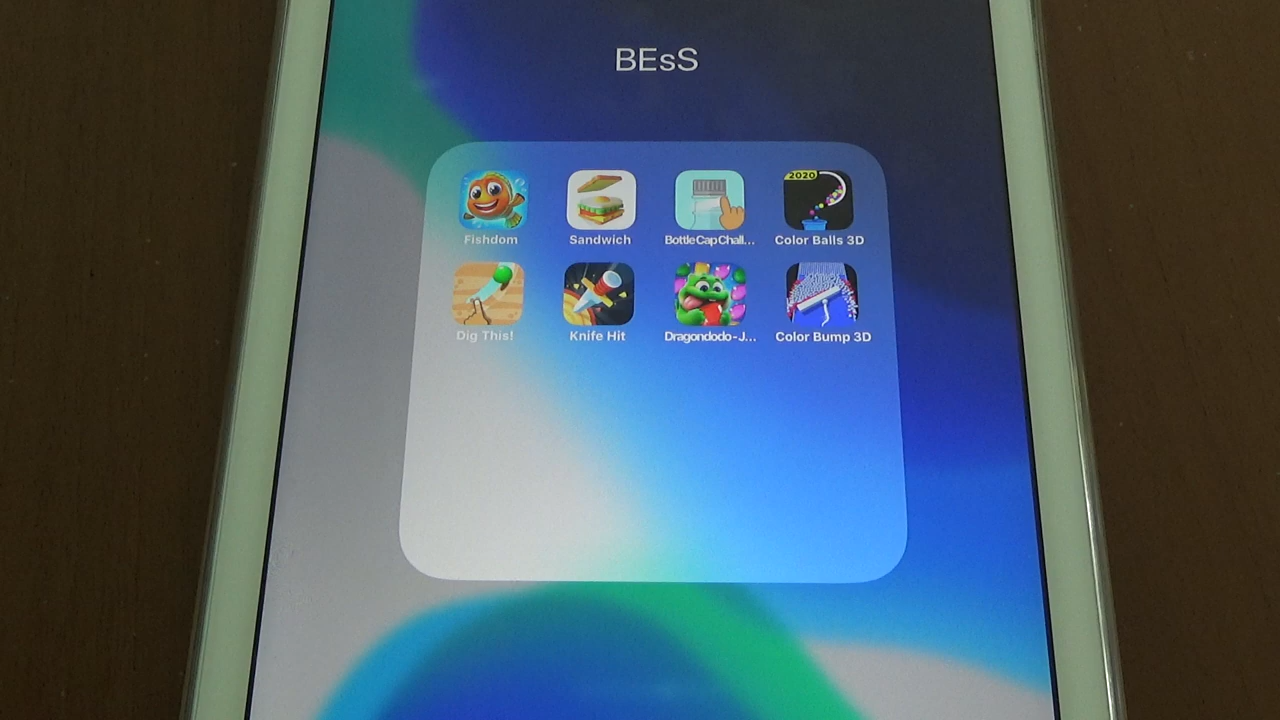 BEsS
2020
Fishdom Sandwich BottleCapChall... Color Balls 3D
Dig This! Knife Hit Dragondodo-J... Color Bump 3D